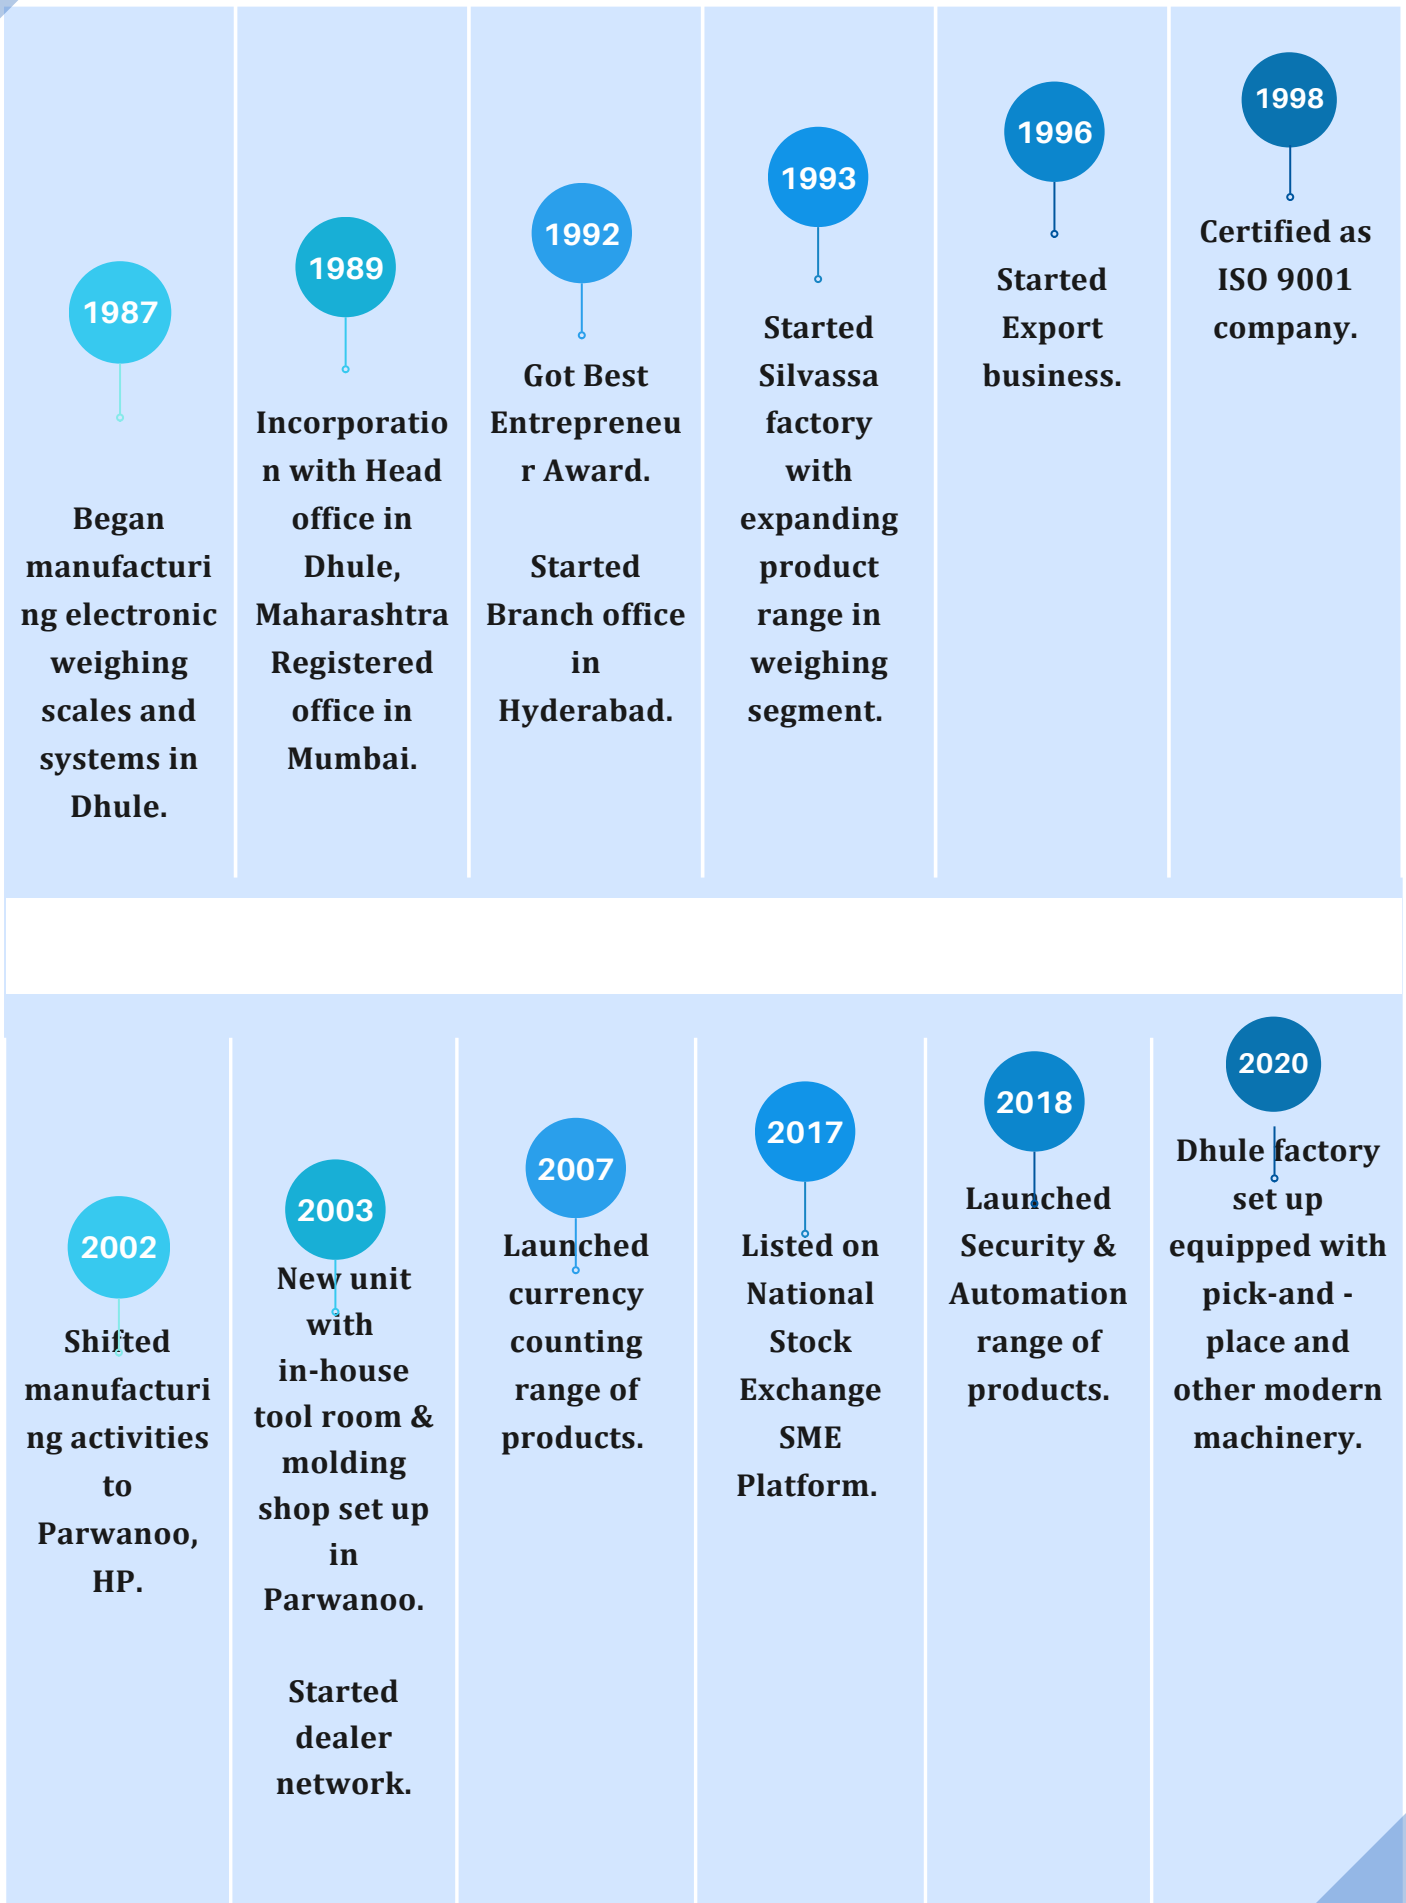 1987
Began
manufacturi
ng electronic
weighing
scales and
systems in
Dhule.
1989
Incorporatio
n with Head
office in
Dhule,
Maharashtra
Registered
office in
Mumbai.
1992
Got Best
Entrepreneu
r Award.
Started
Branch office
in
Hyderabad.
1993
Started
Silvassa
factory
with
expanding
product
range in
weighing
segment.
1996
Started
Export
business.
1998
Certified as
ISO 9001
company.
2002
Shifted
manufacturi
ng activities
to
Parwanoo,
HP.
2003
New unit
with
in-house
tool room &
molding
shop set up
in
Parwanoo.
Started
dealer
network.
2007
Launched
currency
counting
range of
products.
2017
Listed on
National
Stock
Exchange
SME
Platform.
2018
Launched
Security &
Automation
range of
products.
2020
Dhule factory
set up
equipped with
pick-and -
place and
other modern
machinery.